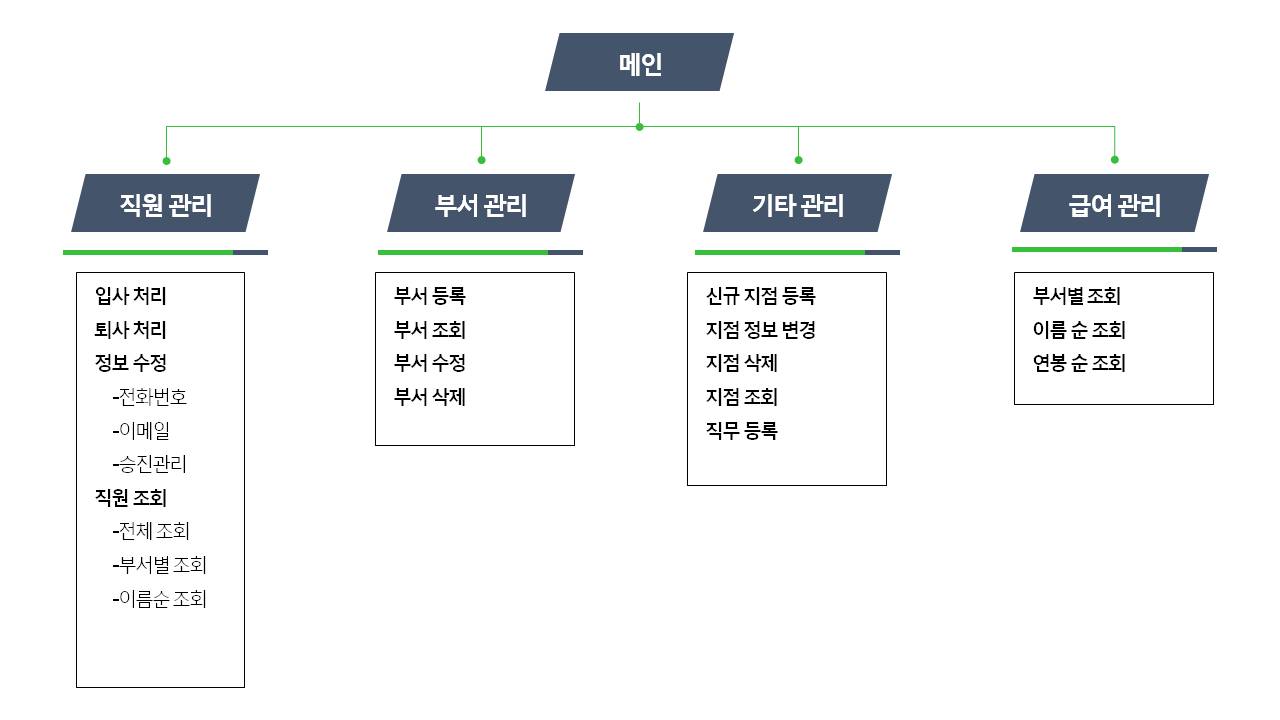 메인
직원 관리
입사 처리
퇴사 처리
정보 수정
-전화번호
-이메일
-승진관리
직원 조회
-전체 조회
-부서별 조회
-이름순 조회
부서 관리
부서 등록
부서 조회
부서 수정
부서 삭제
기타 관리
신규 지점 등록
지점 정보 변경
지점 삭제
지점 조회
직무 등록
급여 관리
부서별 조회
이름 순 조회
연봉 순 조회